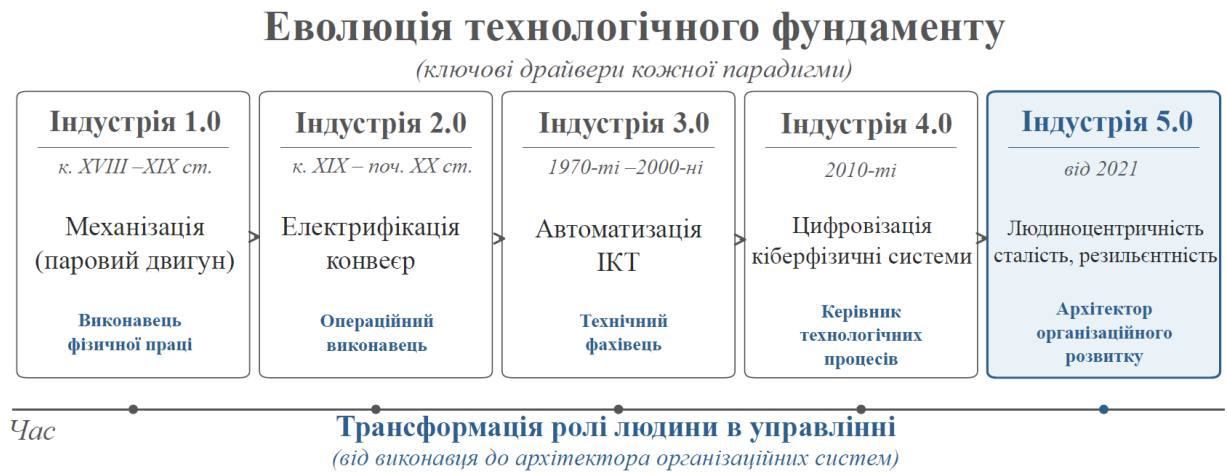 Еволюція технологічного фундаменту
(ключові драйвери кожної парадигми)
Індустрія 1.0
к. XVIII –XIX ст.
Механізація
(паровий двигун)
Виконавець
фізичної праці
>
Індустрія 2.0
к. XIX – поч. XX ст.
Електрифікація
конвеєр
Операційний
виконавець
>
Індустрія 3.0
1970-ті –2000-ні
Автоматизація
ІКТ
Технічний
фахівець
>
Індустрія 4.0
2010-ті
Цифровізація
кіберфізичні системи
Керівник
технологічних
процесів
>
Індустрія 5.0
від 2021
Людиноцентричність
сталість, резильєнтність
Архітектор
організаційного
розвитку
Час
Трансформація ролі людини в управлінні
(від виконавця до архітектора організаційних систем)